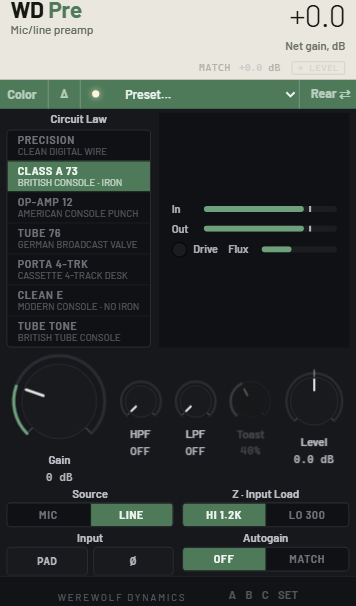 WD Pre
+0.0
Mic/line preamp
Net gain, dB
MATCH +0.0 dB + LEVEL
Color Δ Preset... Rear ⇄
Circuit Law
PRECISION
CLEAN DIGITAL WIRE
CLASS A 73
BRITISH CONSOLE · IRON
OP-AMP 12
AMERICAN CONSOLE PUNCH
TUBE 76
GERMAN BROADCAST VALVE
PORTA 4-TRK
CASSETTE 4-TRACK DESK
CLEAN E
MODERN CONSOLE · NO IRON
TUBE TONE
BRITISH TUBE CONSOLE
In
Out
Drive Flux
Gain
0 dB
HPF
OFF
LPF
OFF
Toast
40%
Level
0.0 dB
Source
MIC LINE
Z · Input Load
HI 1.2K LO 300
Input
PAD Ø
Autogain
OFF MATCH
WEREWOLF DYNAMICS A B C SET